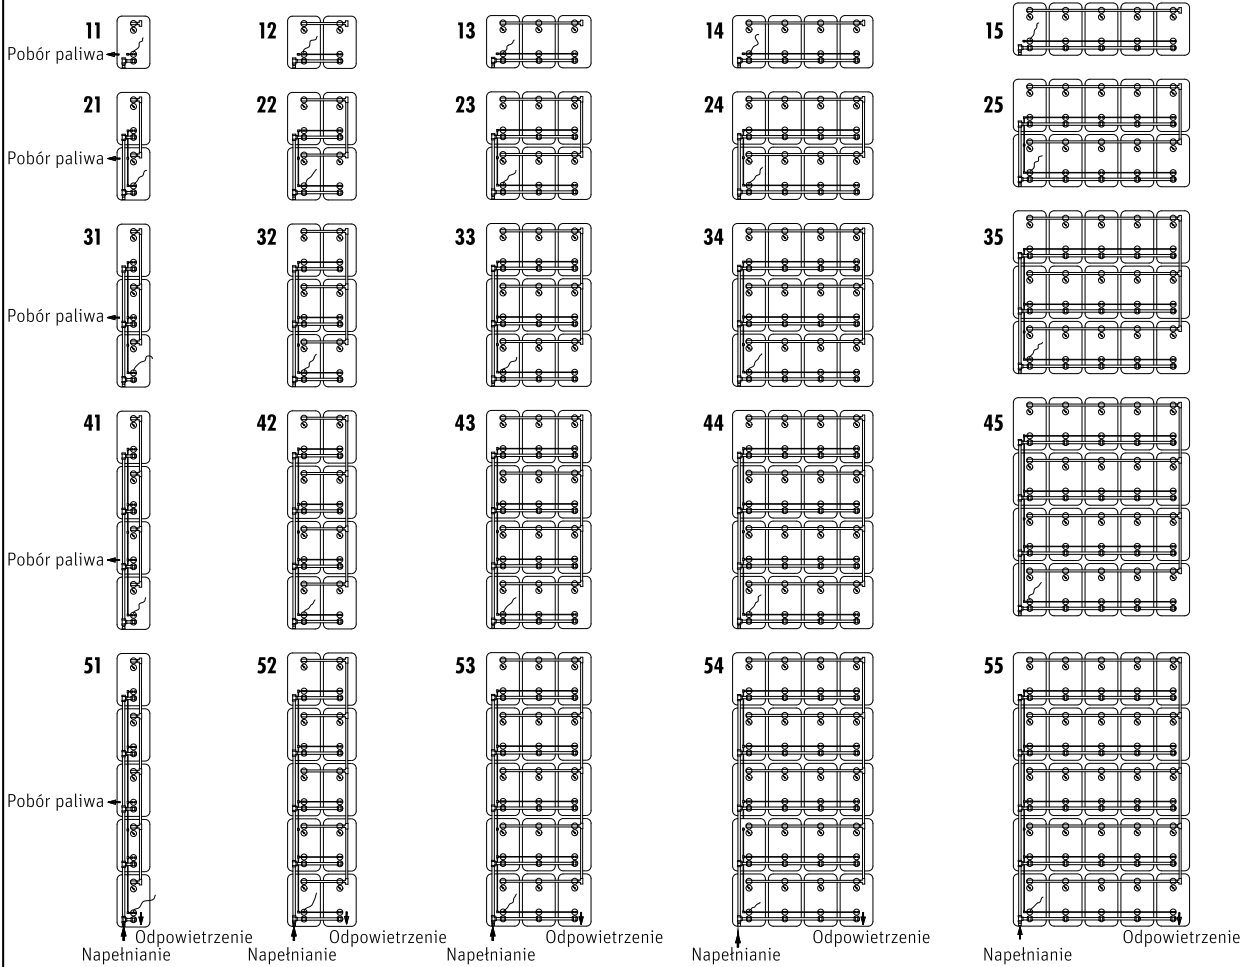 11 12 13 14 15
Pobór paliwa
21 22 23 24 25
Pobór paliwa
31 32 33 34 35
Pobór paliwa
41 42 43 44 45
Pobór paliwa
51 52 53 54 55
Pobór paliwa
Odpowietrzenie Odpowietrzenie Odpowietrzenie Odpowietrzenie Odpowietrzenie
Napełnianie Napełnianie Napełnianie Napełnianie Napełnianie